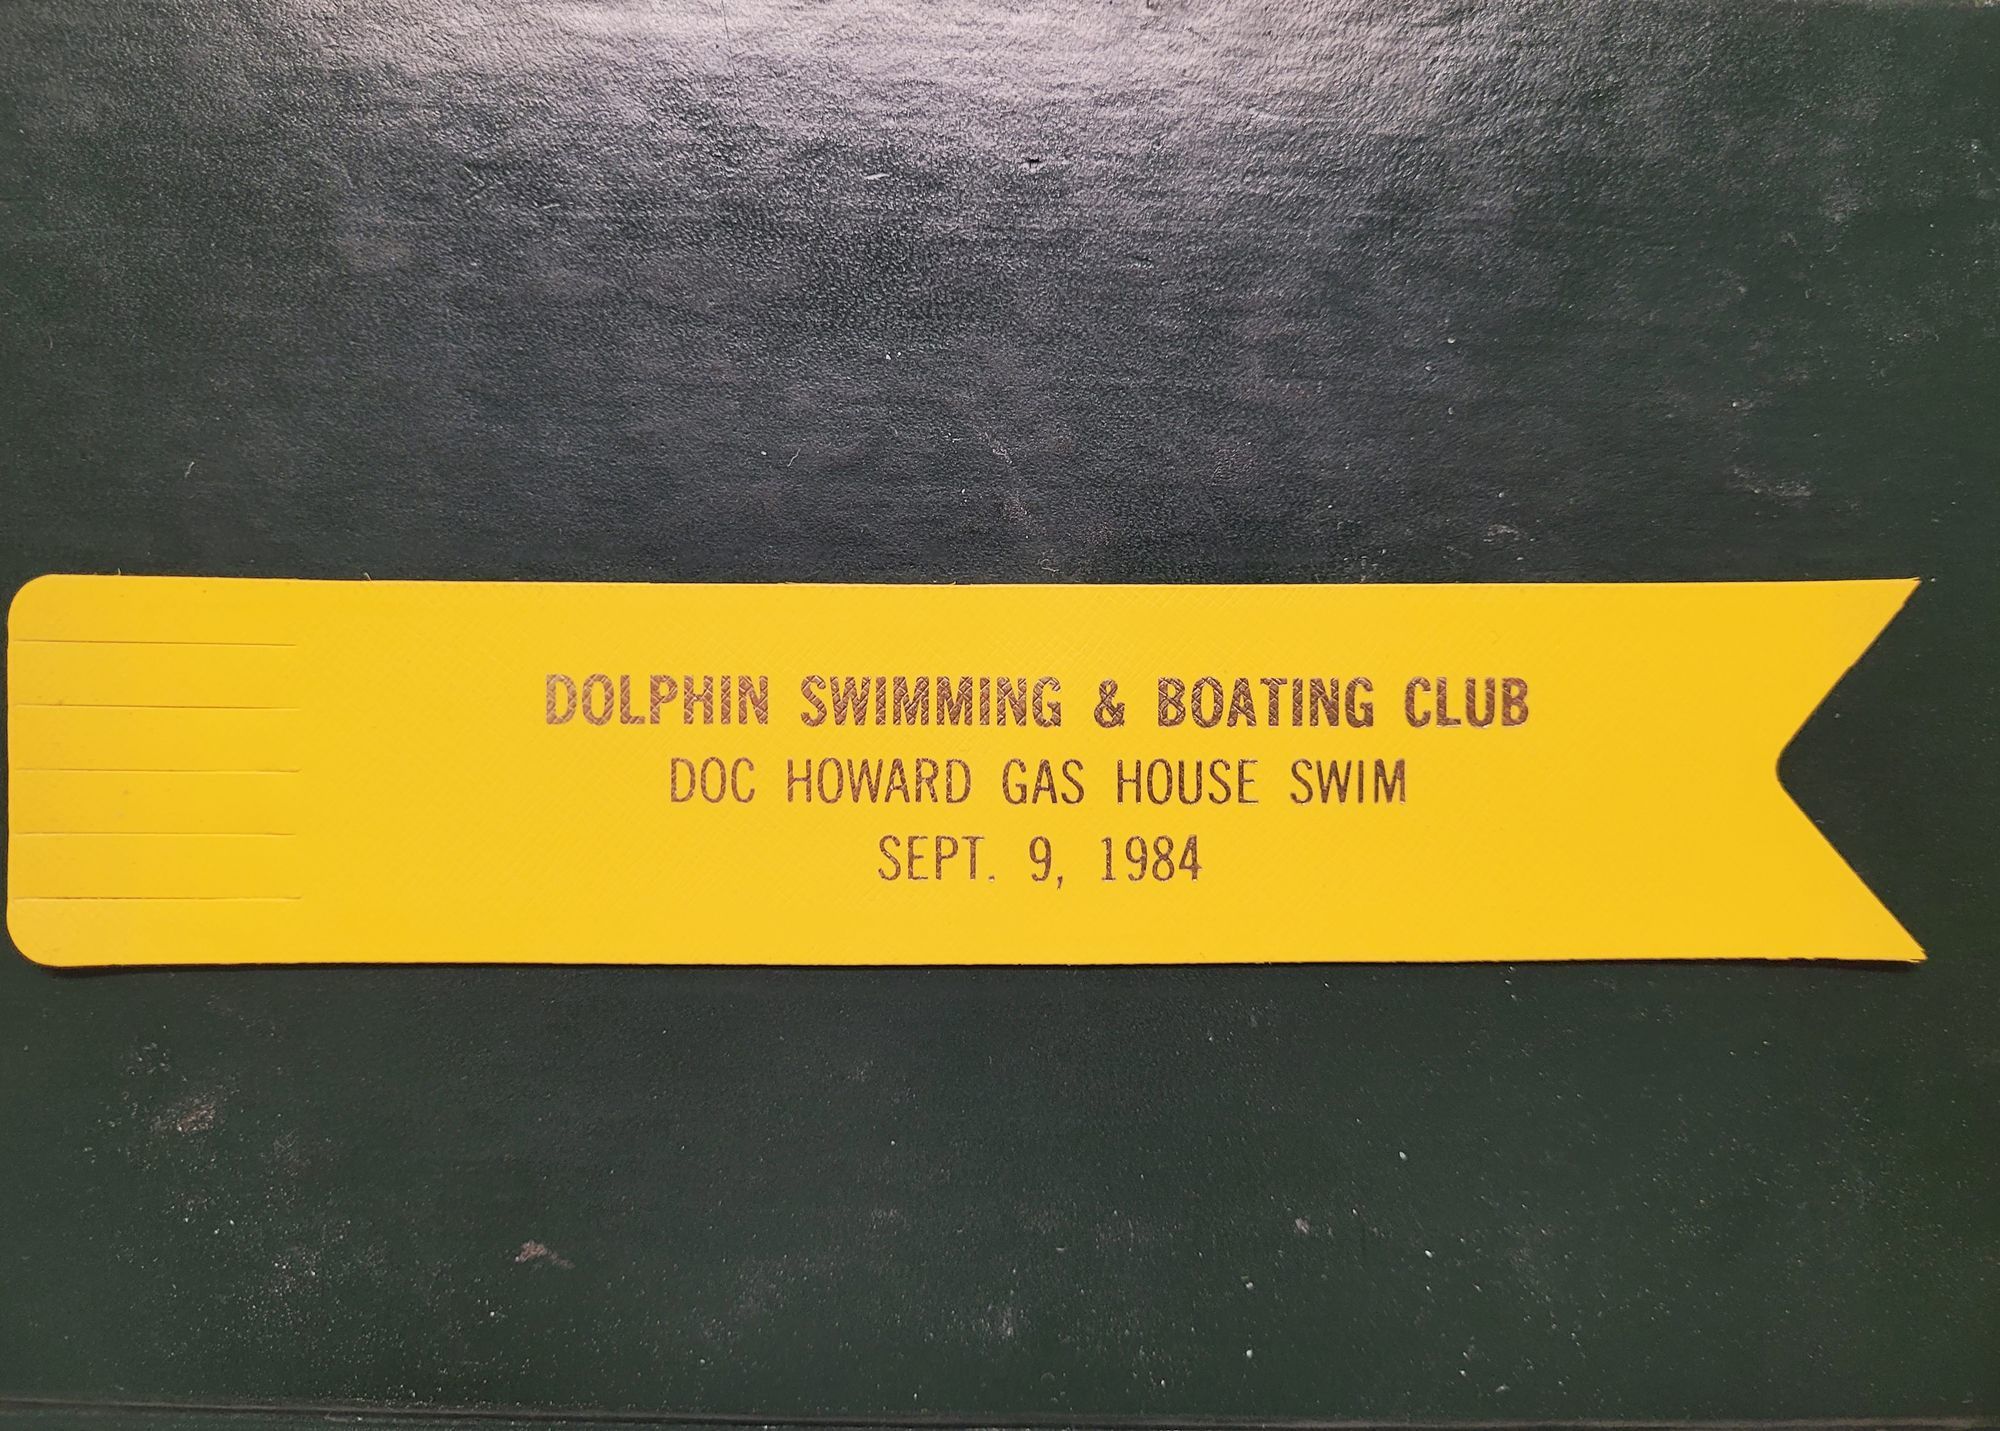 DOLPHIN SWIMMING & BOATING CLUB
DOC HOWARD GAS HOUSE SWIM
SEPT. 9, 1984